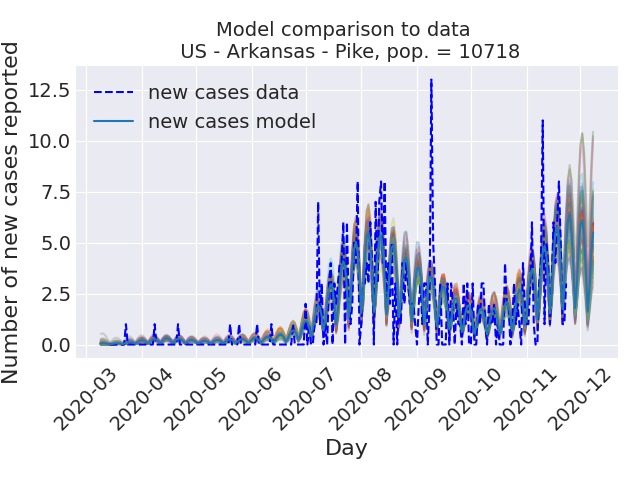 Model comparison to data
US - Arkansas - Pike, pop. = 10718
Number of new cases reported
12.5
10.0
7.5
5.0
2.5
0.0
new cases data
new cases model
2020-03
2020-04
2020-05
2020-06
2020-07
2020-08
2020-09
2020-10
2020-11
2020-12
Day